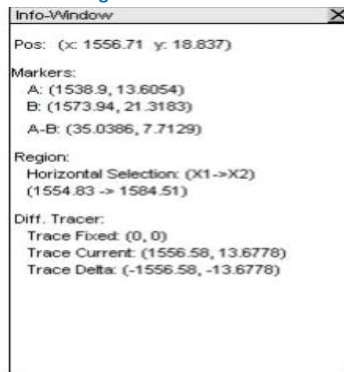 Info-Window
Pos: (x: 1556.71 y: 18.837)
Markers:
A: (1538.9, 13.6054)
B: (1573.94, 21.3183)
A-B: (35.0386, 7.7129)
Region:
Horizontal Selection: (X1->X2)
(1554.83 -> 1584.51)
Diff. Tracer:
Trace Fixed: (0, 0)
Trace Current: (1556.58, 13.6778)
Trace Delta: (-1556.58, -13.6778)